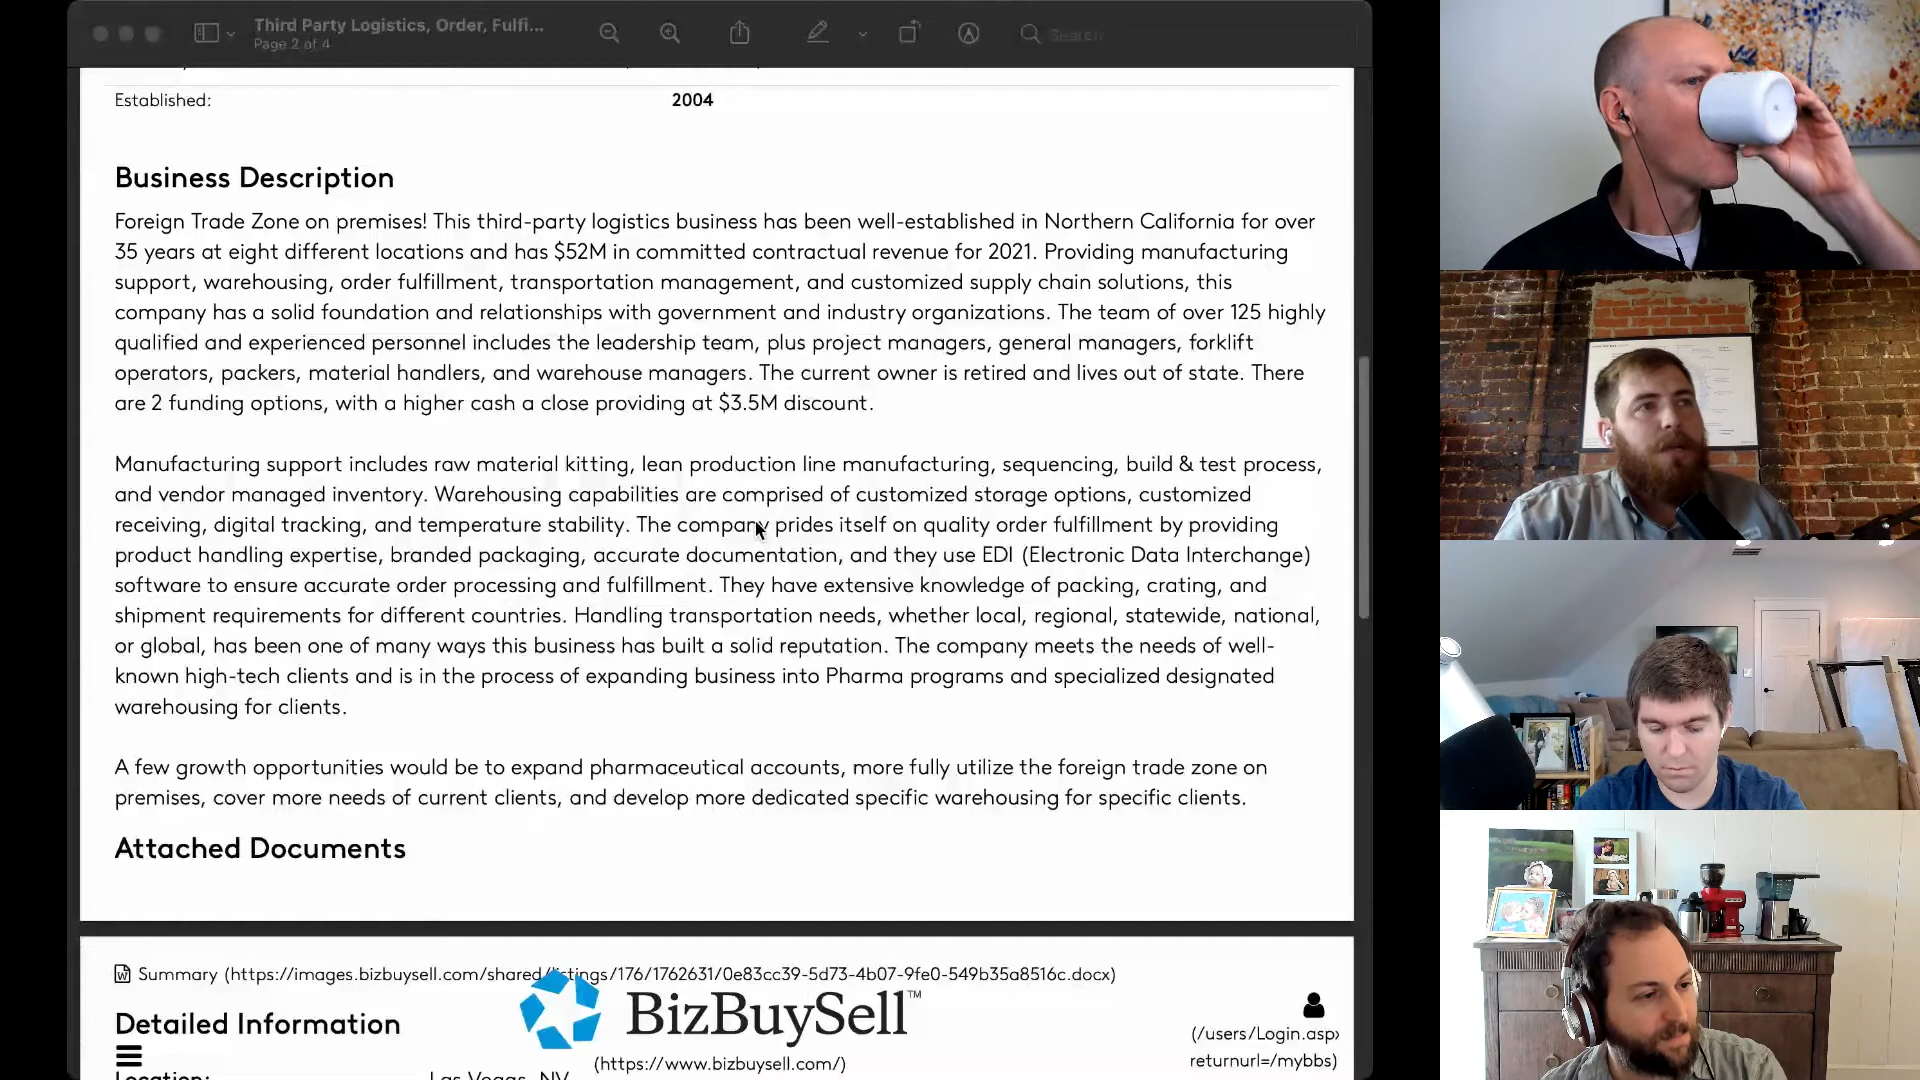 Third Party Logistics, Order, Fulfi...
Page 2 of 4
Search
Established:
2004
Business Description
Foreign Trade Zone on premises! This third-party logistics business has been well-established in Northern California for over
35 years at eight different locations and has $52M in committed contractual revenue for 2021. Providing manufacturing
support, warehousing, order fulfillment, transportation management, and customized supply chain solutions, this
company has a solid foundation and relationships with government and industry organizations. The team of over 125 highly
qualified and experienced personnel includes the leadership team, plus project managers, general managers, forklift
operators, packers, material handlers, and warehouse managers. The current owner is retired and lives out of state. There
are 2 funding options, with a higher cash a close providing at $3.5M discount.
Manufacturing support includes raw material kitting, lean production line manufacturing, sequencing, build & test process,
and vendor managed inventory. Warehousing capabilities are comprised of customized storage options, customized
receiving, digital tracking, and temperature stability. The company prides itself on quality order fulfillment by providing
product handling expertise, branded packaging, accurate documentation, and they use EDI (Electronic Data Interchange)
software to ensure accurate order processing and fulfillment. They have extensive knowledge of packing, crating, and
shipment requirements for different countries. Handling transportation needs, whether local, regional, statewide, national,
or global, has been one of many ways this business has built a solid reputation. The company meets the needs of well-
known high-tech clients and is in the process of expanding business into Pharma programs and specialized designated
warehousing for clients.
A few growth opportunities would be to expand pharmaceutical accounts, more fully utilize the foreign trade zone on
premises, cover more needs of current clients, and develop more dedicated specific warehousing for specific clients.
Attached Documents
Summary (https://images.bizbuysell.com/shared/listings/176/1762631/0e83cc39-5d73-4b07-9fe0-549b35a8516c.docx)
BizBuySell™
Detailed Information
(/users/Login.asp
(https://www.bizbuysell.com/)
returnurl=/mybbs)
Location:
Las Vegas, NV